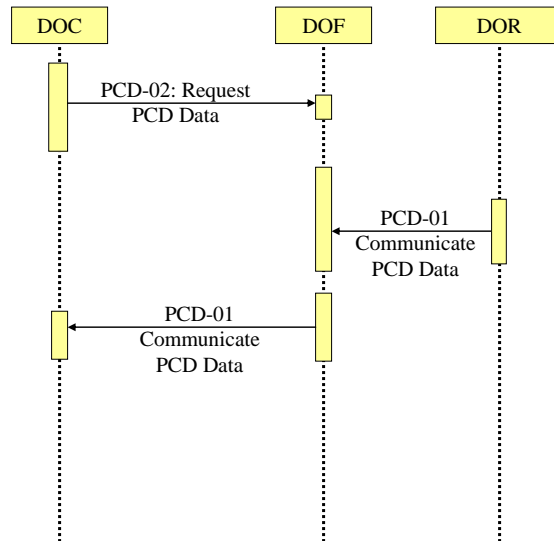 DOC
DOF
DOR
PCD-02: Request
PCD Data
PCD-01
Communicate
PCD Data
PCD-01
Communicate
PCD Data